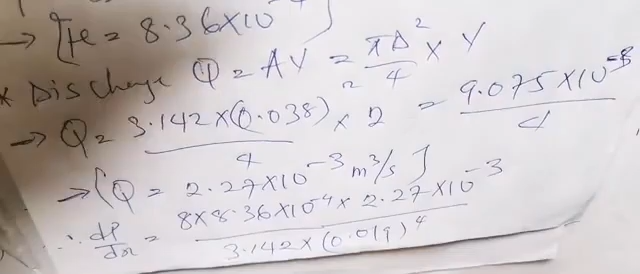 → [μ = 8.36×10⁻⁴]
* Discharge Q = AV = πD²/4 × V
→ Q = 3.142×(0.038)²/4 × 2 = 9.075×10⁻³/4
→ [Q = 2.27×10⁻³ m³/s]
∴ dP/dx = 8×8.36×10⁻⁴×2.27×10⁻³/3.142×(0.019)⁴